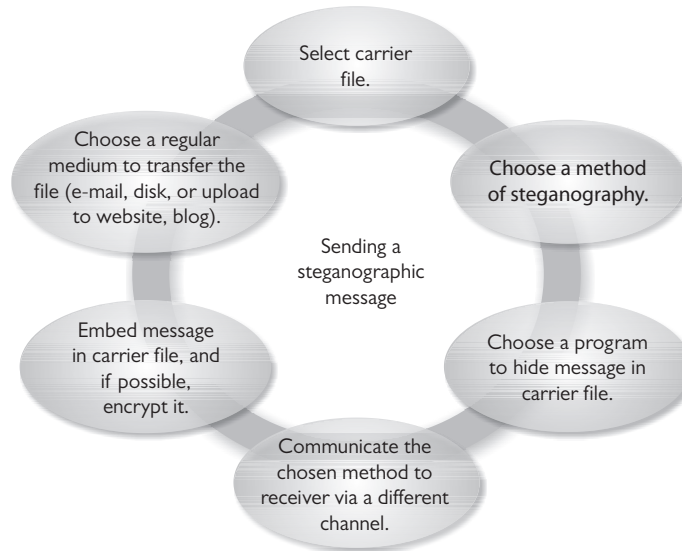 Select carrier
file.
Choose a method
of steganography.
Choose a program
to hide message in
carrier file.
Communicate the
chosen method to
receiver via a different
channel.
Embed message
in carrier file, and
if possible,
encrypt it.
Choose a regular
medium to transfer the
file (e-mail, disk, or upload
to website, blog).
Sending a
steganographic
message